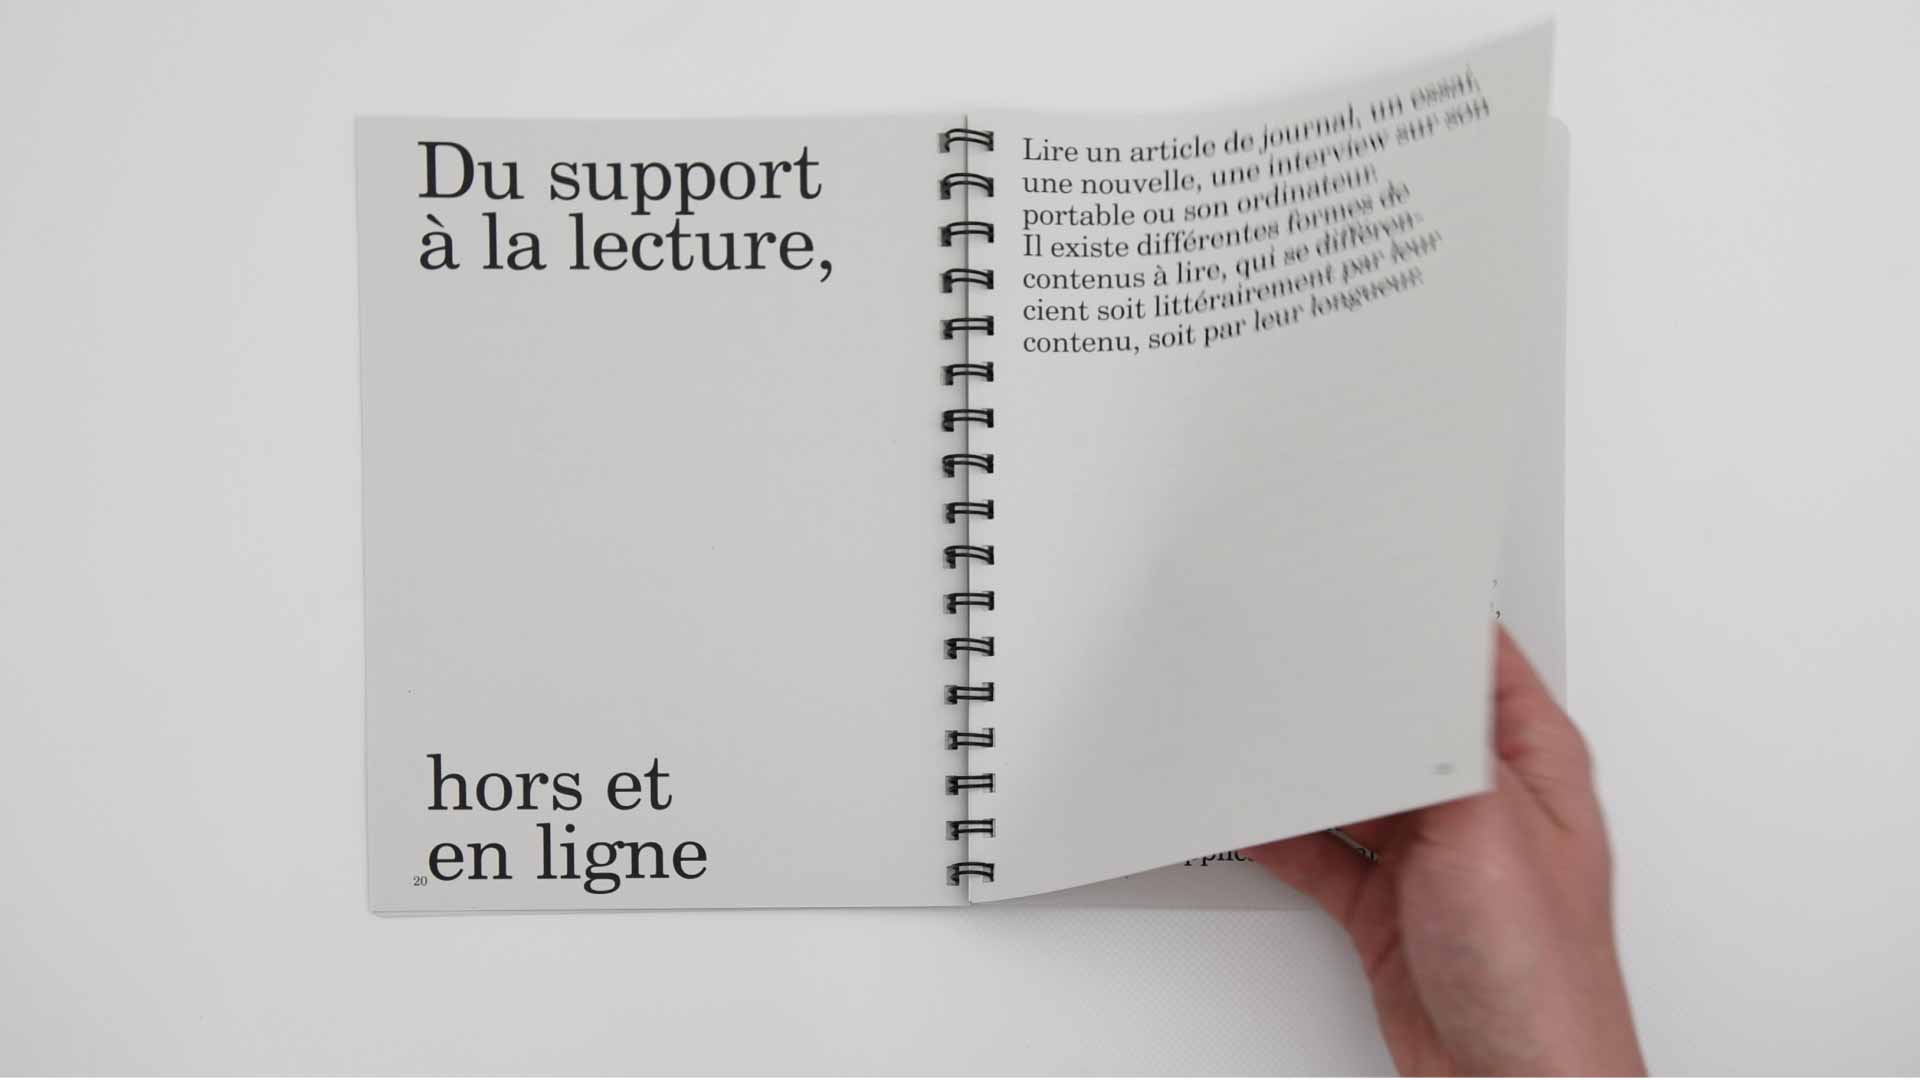 Du support
à la lecture,
hors et
en ligne
20
Lire un article de journal, un essai,
une nouvelle, une interview sur son
portable ou son ordinateur.
Il existe différentes formes de
contenus à lire, qui se différen-
cient soit littérairement par leur
contenu, soit par leur longueur.